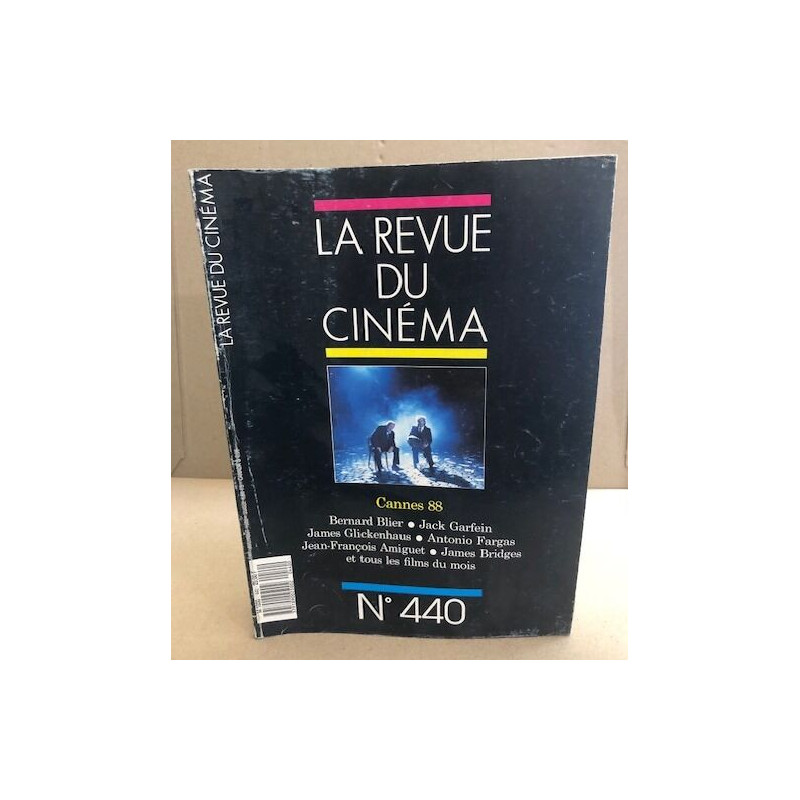 LA REVUE DU CINÉMA
LA REVUE
DU
CINÉMA
Cannes 88
Bernard Blier ● Jack Garfein
James Glickenhaus ● Antonio Fargas
Jean-François Amiguet ● James Bridges
et tous les films du mois
N° 440